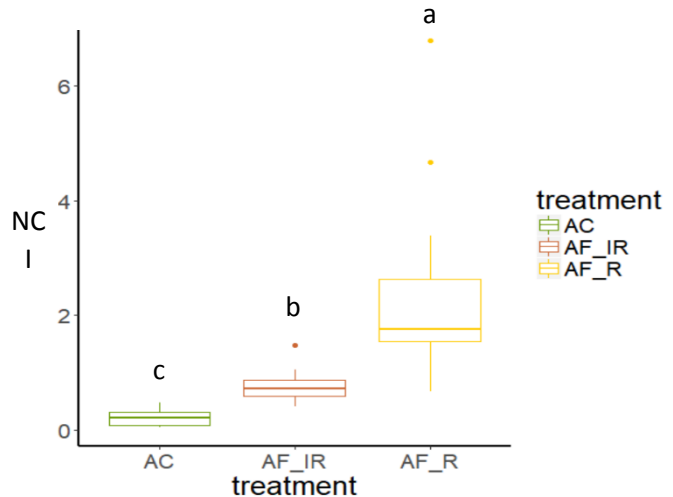 a
6
treatment
AC
AF_IR
AF_R
4
NC
I
b
2
c
0
AC AF_IR AF_R
treatment